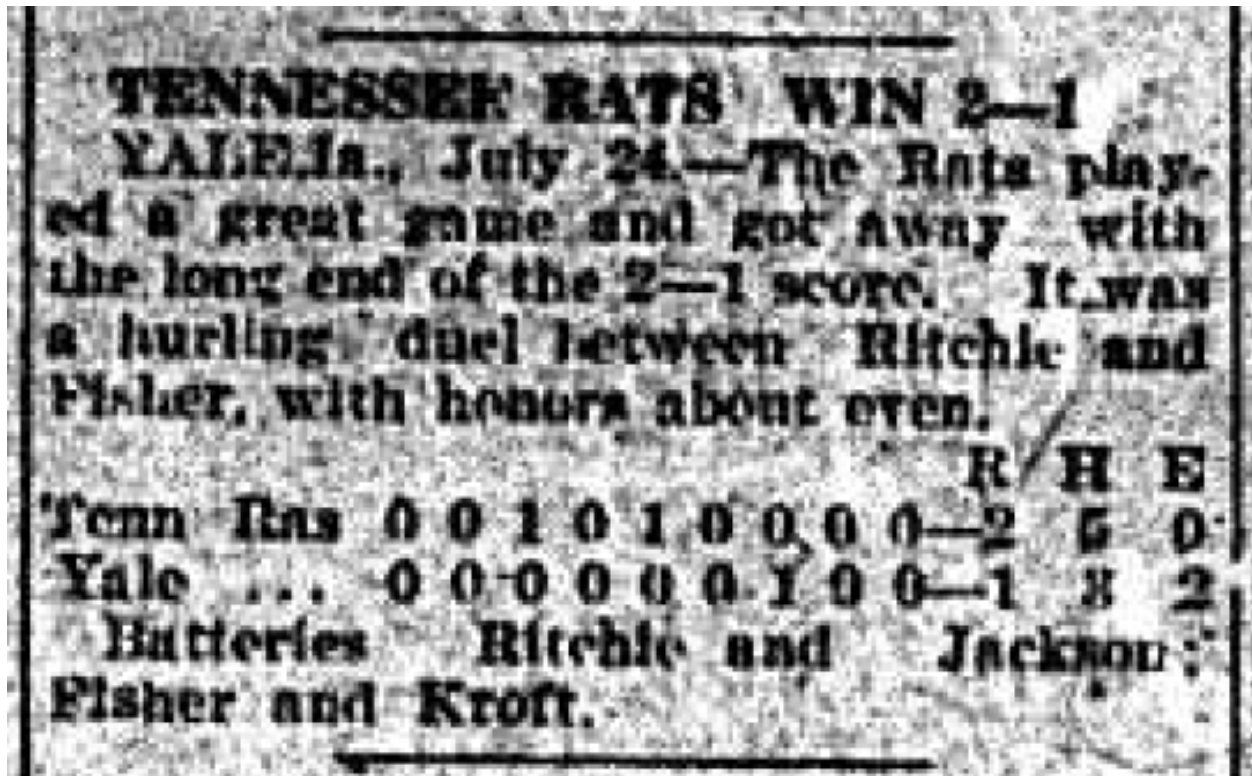 TENNESSEE RATS WIN 2—1
YALE,Ia., July 24.—The Rats play-
ed a great game and got away with
the long end of the 2—1 score. It was
a hurling duel between Ritchie and
Fisher, with honors about even.
R H E
Tenn Ras 0 0 1 0 1 0 0 0 0—2 5 0
Yale ... 0 0 0 0 0 0 1 0 0—1 2
Batteries Ritchie and Jackson;
Fisher and Kroft.